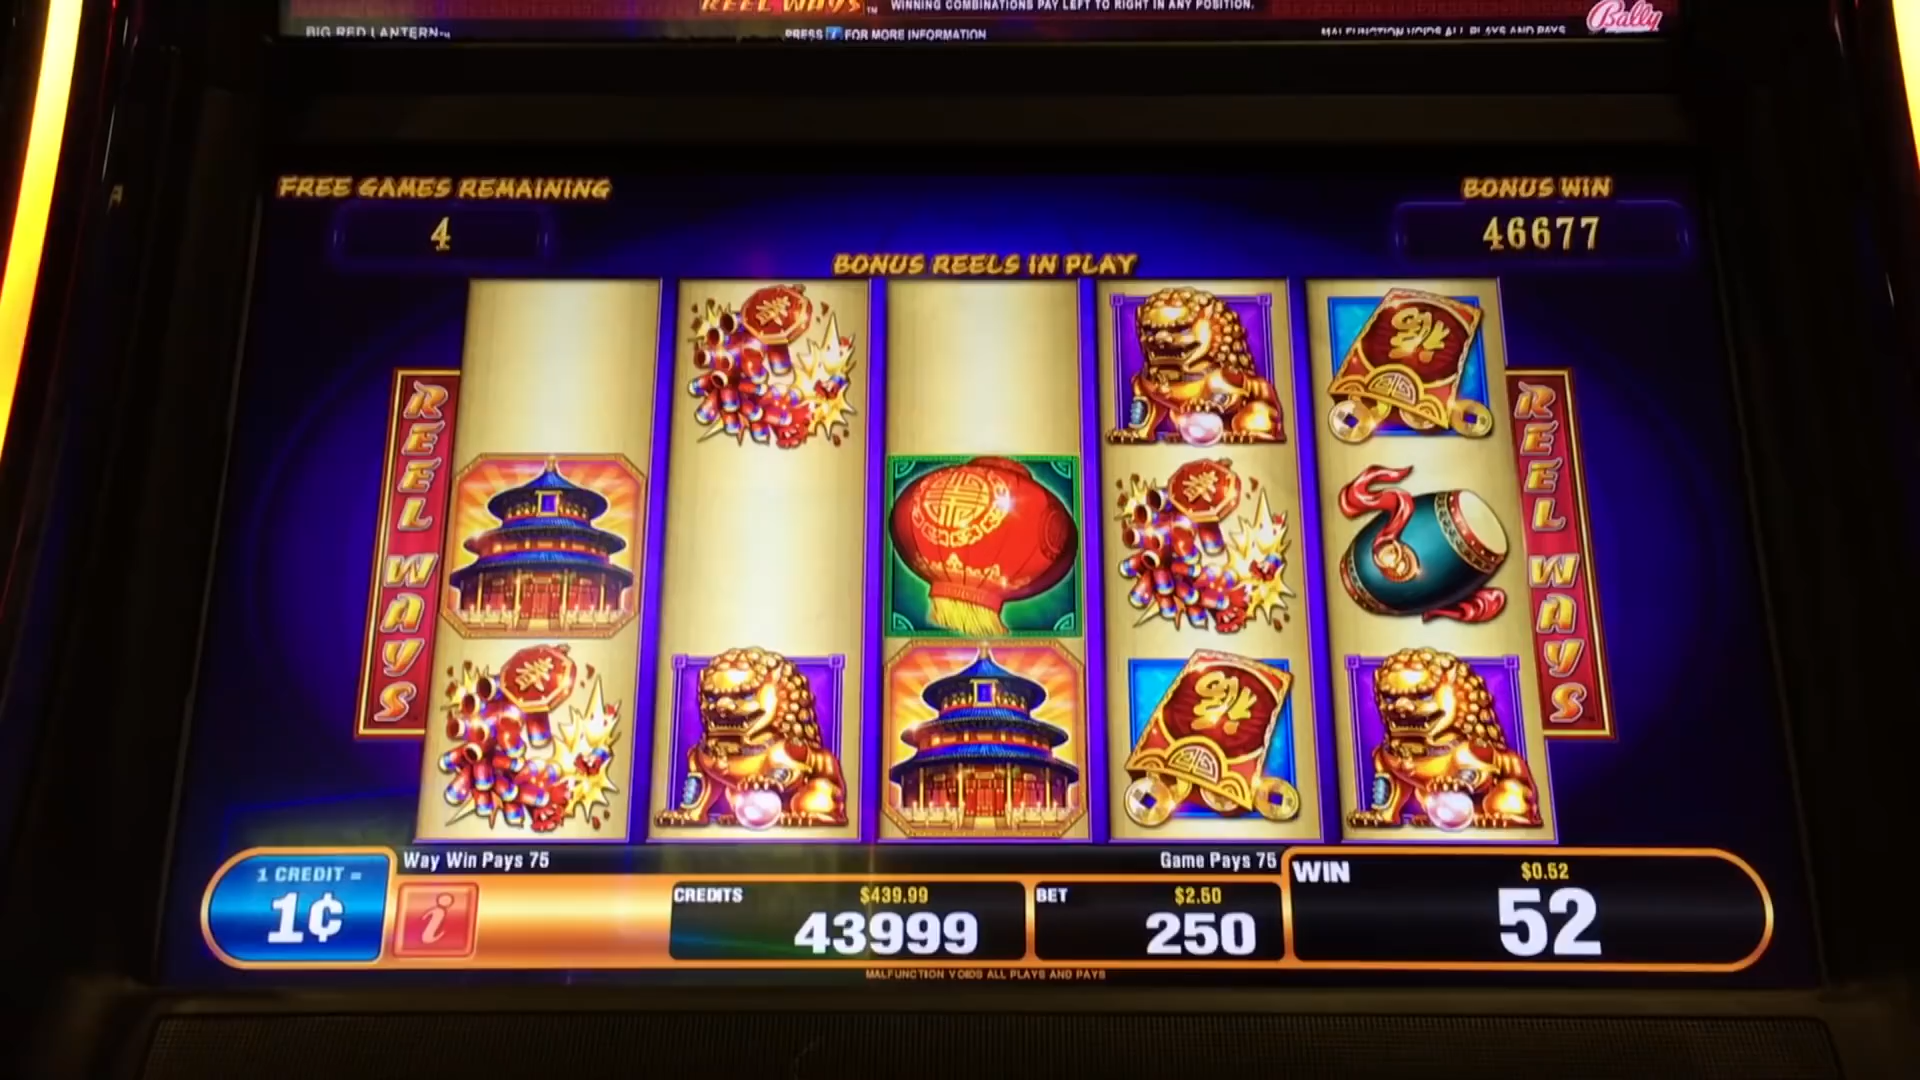 REEL WAYS™ WINNING COMBINATIONS PAY LEFT TO RIGHT IN ANY POSITION.
BIG RED LANTERN™
PRESS i FOR MORE INFORMATION
MALFUNCTION VOIDS ALL PLAYS AND PAYS
Bally
FREE GAMES REMAINING
4
BONUS WIN
46677
BONUS REELS IN PLAY
REEL WAYS
REEL WAYS
Way Win Pays 75
Game Pays 75
1 CREDIT =
1¢
i
CREDITS
$439.99
43999
BET
$2.50
250
WIN
$0.52
52
MALFUNCTION VOIDS ALL PLAYS AND PAYS